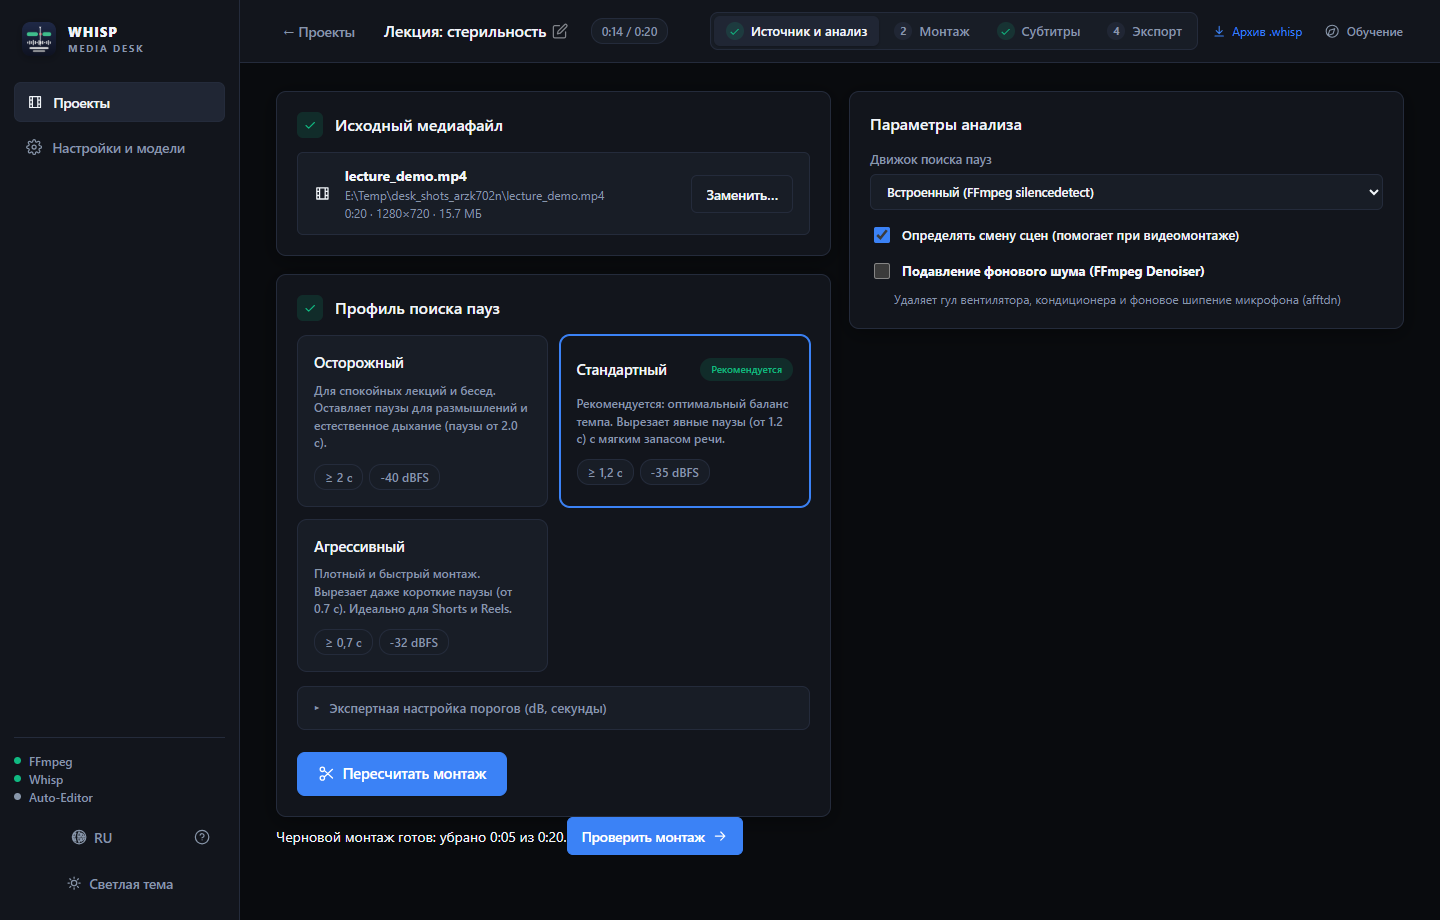 WHISP
MEDIA DESK
Проекты
Настройки и модели
FFmpeg
Whisp
Auto-Editor
RU
Светлая тема
← Проекты
Лекция: стерильность
0:14 / 0:20
Источник и анализ
2 Монтаж
Субтитры
4 Экспорт
Архив .whisp
Обучение
Исходный медиафайл
lecture_demo.mp4
E:\Temp\desk_shots_arzk702n\lecture_demo.mp4
0:20 · 1280×720 · 15.7 МБ
Заменить...
Профиль поиска пауз
Осторожный
Для спокойных лекций и бесед.
Оставляет паузы для размышлений и
естественное дыхание (паузы от 2.0
с).
≥ 2 с
-40 dBFS
Стандартный
Рекомендуется
Рекомендуется: оптимальный баланс
темпа. Вырезает явные паузы (от 1.2
с) с мягким запасом речи.
≥ 1,2 с
-35 dBFS
Агрессивный
Плотный и быстрый монтаж.
Вырезает даже короткие паузы (от
0.7 с). Идеально для Shorts и Reels.
≥ 0,7 с
-32 dBFS
Экспертная настройка порогов (dB, секунды)
Пересчитать монтаж
Черновой монтаж готов: убрано 0:05 из 0:20.
Проверить монтаж →
Параметры анализа
Движок поиска пауз
Встроенный (FFmpeg silencedetect)
Определять смену сцен (помогает при видеомонтаже)
Подавление фонового шума (FFmpeg Denoiser)
Удаляет гул вентилятора, кондиционера и фоновое шипение микрофона (afftdn)